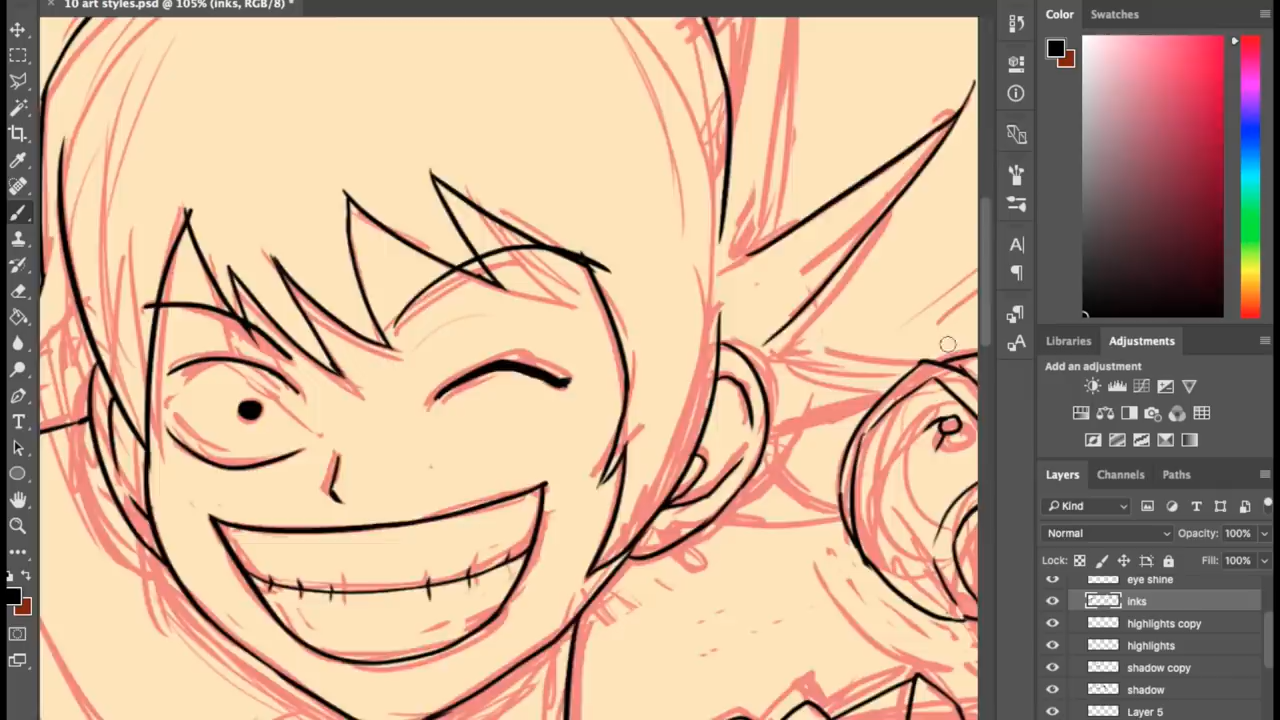 10 art styles.psd @ 105% (inks, RGB/8) *
Color
Swatches
Libraries
Adjustments
Add an adjustment
Layers
Channels
Paths
Kind
Normal
Opacity: 100%
Lock:
Fill: 100%
eye shine
inks
highlights copy
highlights
shadow copy
shadow
Layer 5